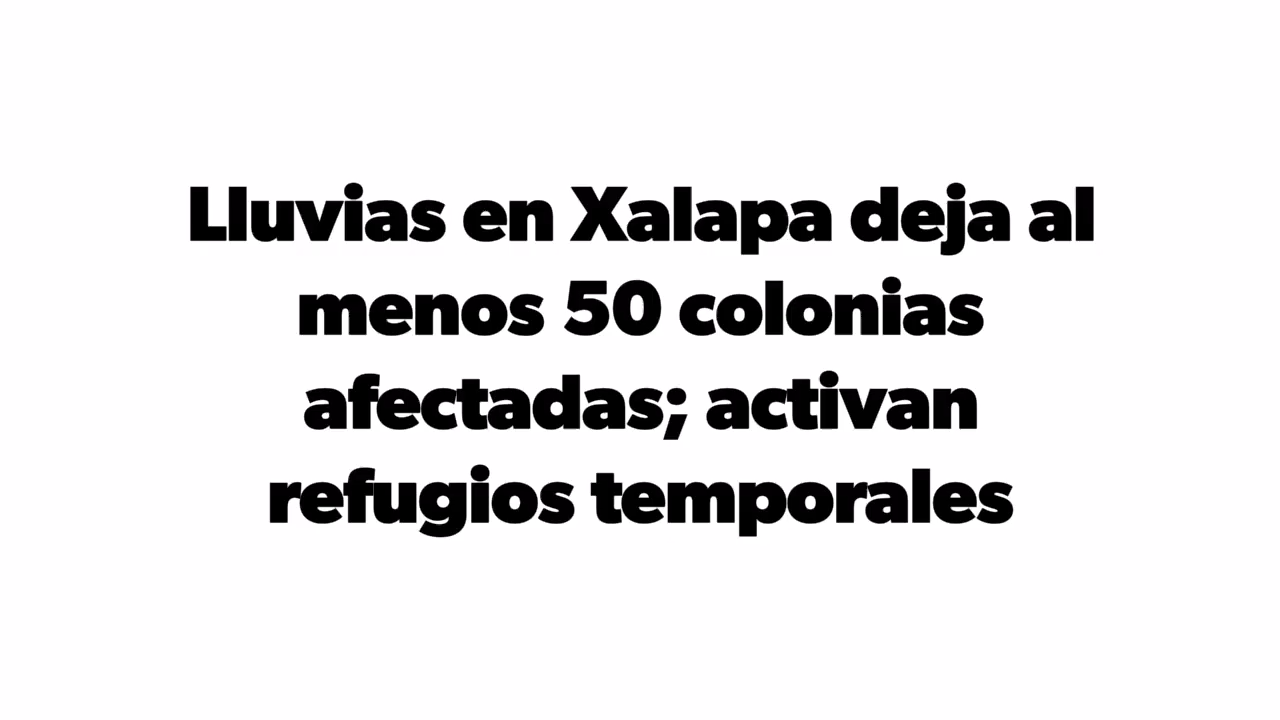 Lluvias en Xalapa deja al
menos 50 colonias
afectadas; activan
refugios temporales